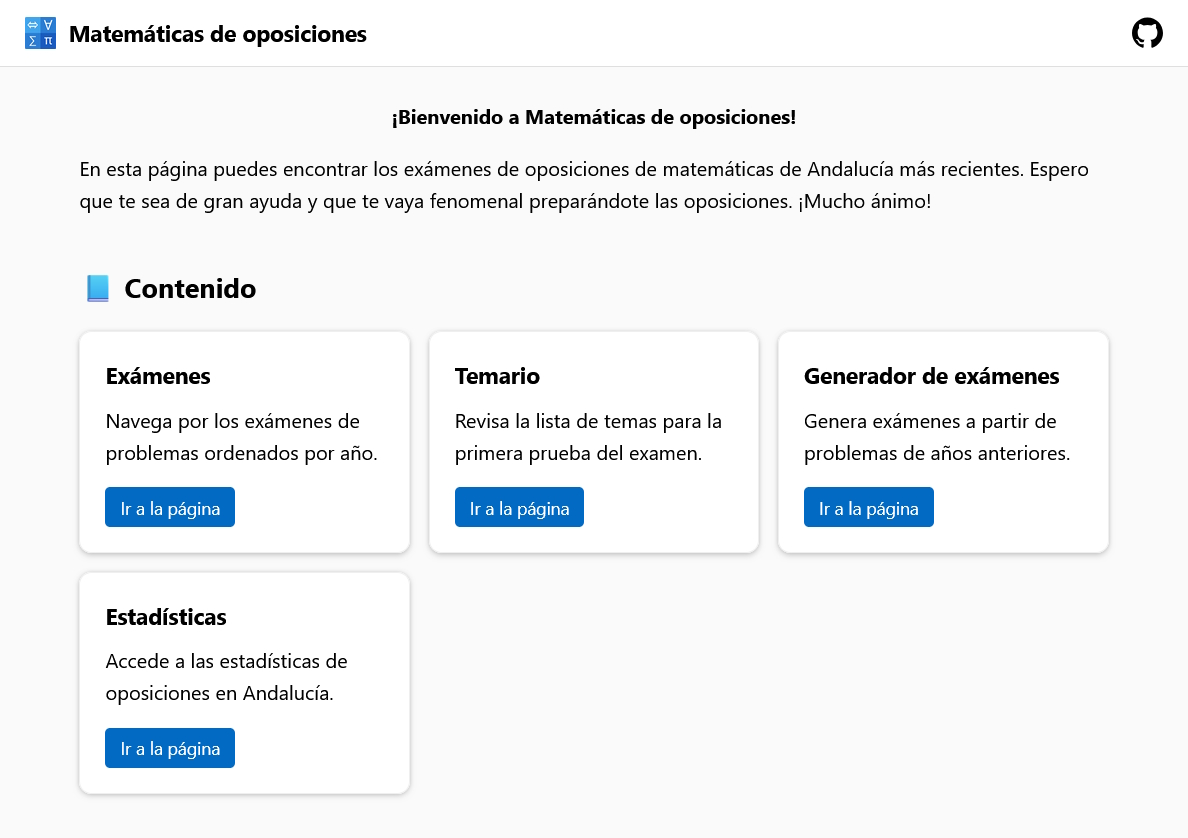 ⇔ ∀
∑ π
Matemáticas de oposiciones
¡Bienvenido a Matemáticas de oposiciones!
En esta página puedes encontrar los exámenes de oposiciones de matemáticas de Andalucía más recientes. Espero
que te sea de gran ayuda y que te vaya fenomenal preparándote las oposiciones. ¡Mucho ánimo!
Contenido
Exámenes
Navega por los exámenes de
problemas ordenados por año.
Ir a la página
Temario
Revisa la lista de temas para la
primera prueba del examen.
Ir a la página
Generador de exámenes
Genera exámenes a partir de
problemas de años anteriores.
Ir a la página
Estadísticas
Accede a las estadísticas de
oposiciones en Andalucía.
Ir a la página